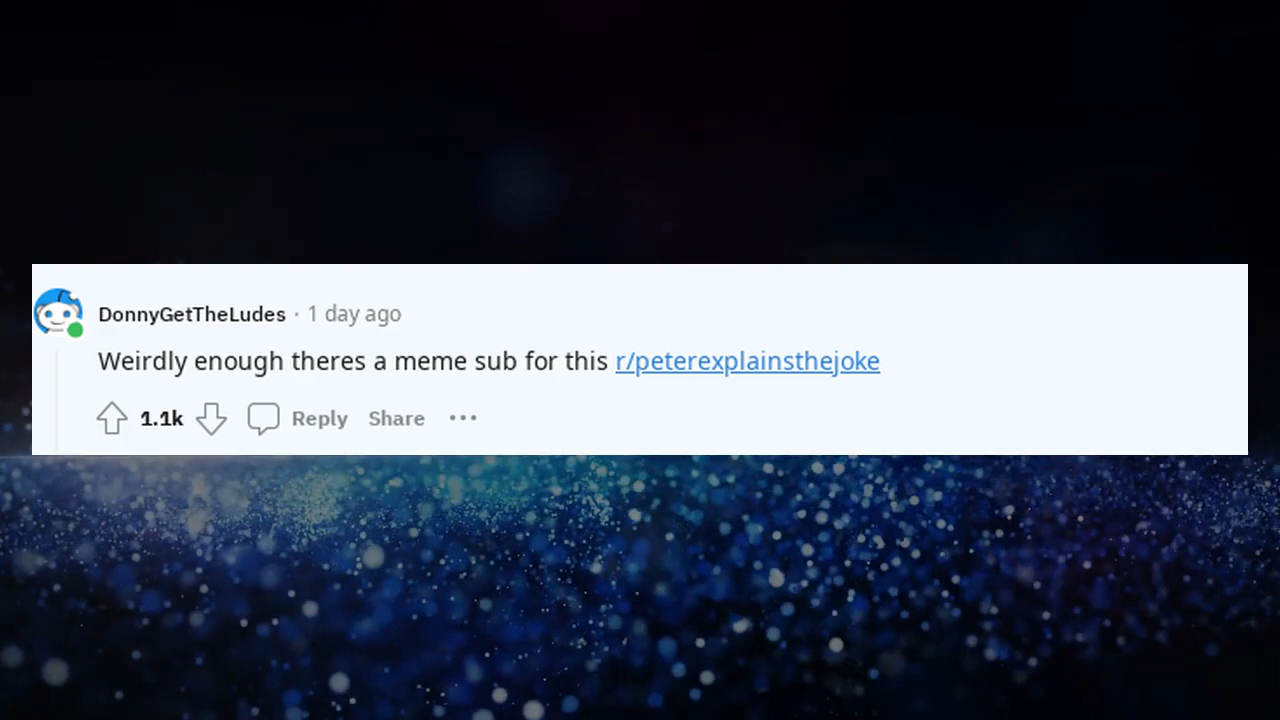 DonnyGetTheLudes · 1 day ago
Weirdly enough theres a meme sub for this r/peterexplainsthejoke
1.1k Reply Share •••